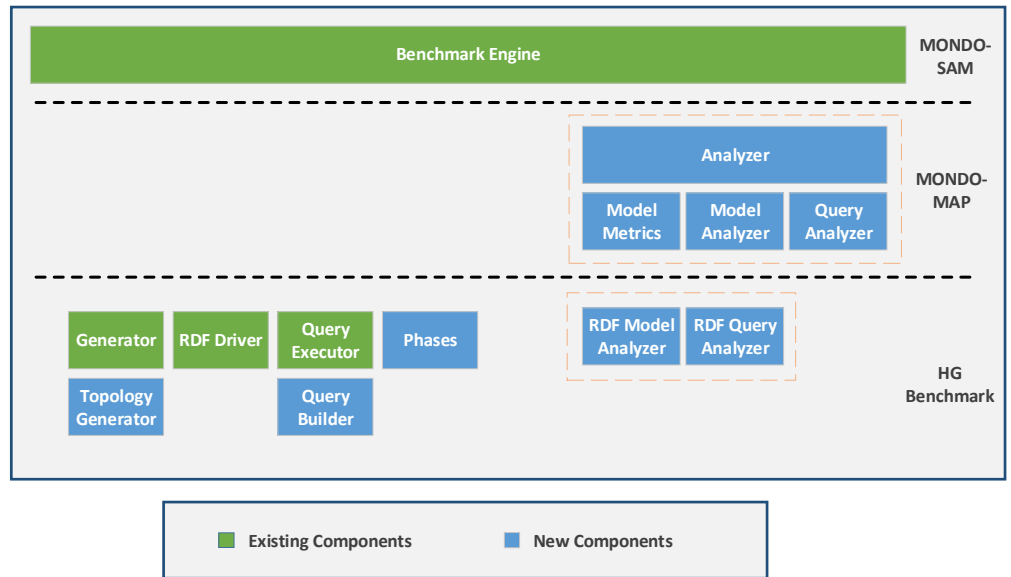 Benchmark Engine
MONDO-
SAM
Analyzer
Model
Metrics
Model
Analyzer
Query
Analyzer
MONDO-
MAP
Generator
RDF Driver
Query
Executor
Phases
RDF Model
Analyzer
RDF Query
Analyzer
Topology
Generator
Query
Builder
HG
Benchmark
Existing Components
New Components